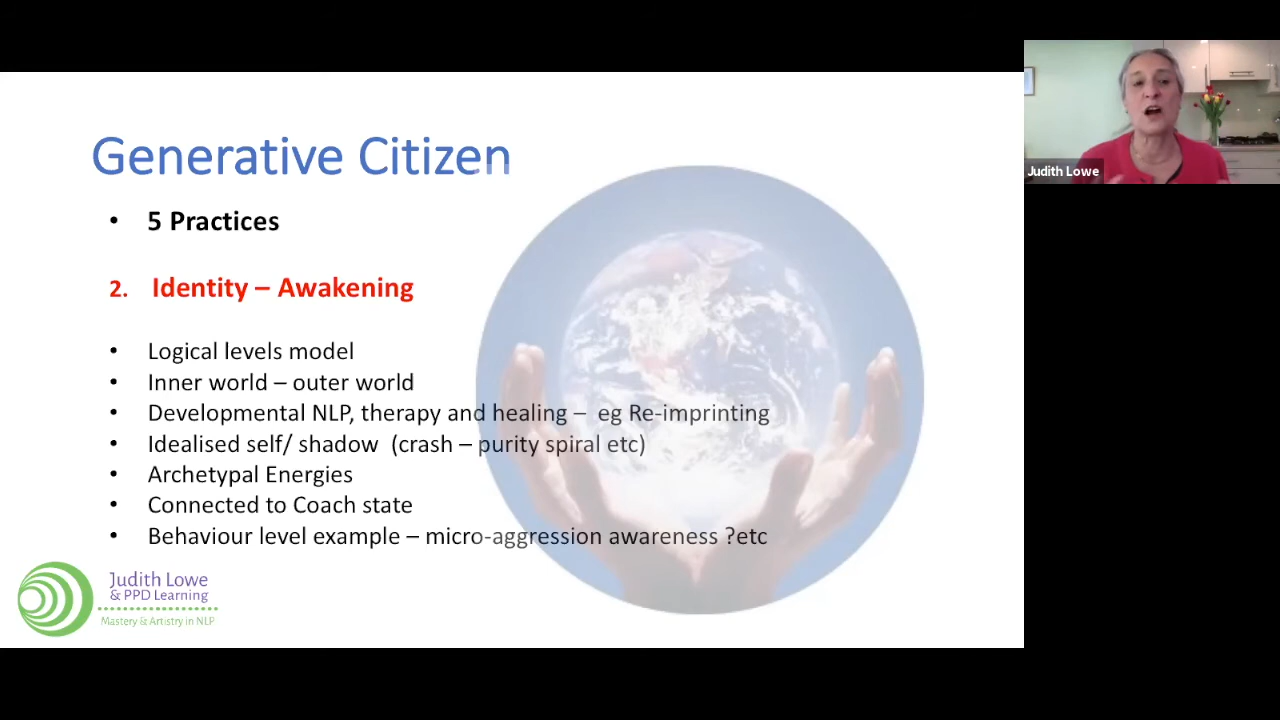 Generative Citizen
• 5 Practices
2. Identity – Awakening
• Logical levels model
• Inner world – outer world
• Developmental NLP, therapy and healing – eg Re-imprinting
• Idealised self/ shadow (crash – purity spiral etc)
• Archetypal Energies
• Connected to Coach state
• Behaviour level example – micro-aggression awareness ?etc
Judith Lowe
& PPD Learning
Mastery & Artistry in NLP
Judith Lowe